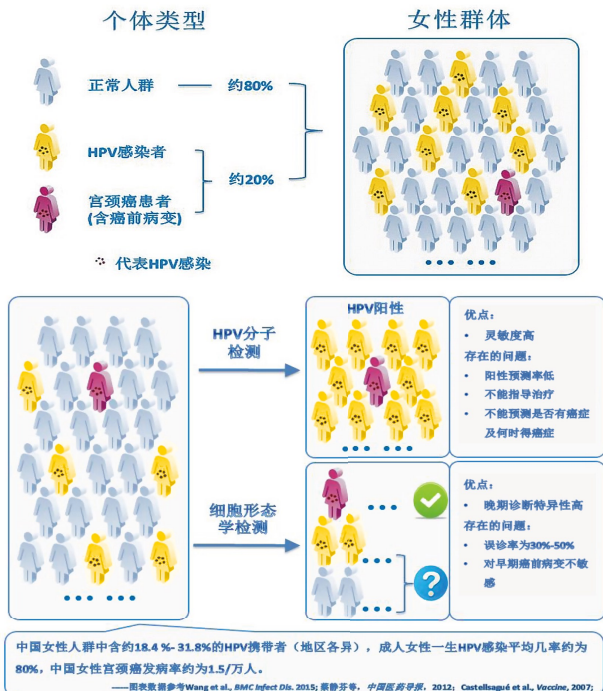 个体类型
女性群体
正常人群
约80%
HPV感染者
约20%
宫颈癌患者
(含癌前病变)
代表HPV感染
HPV分子
检测
HPV阳性
优点:
• 灵敏度高
存在的问题:
• 阳性预测率低
• 不能指导治疗
• 不能预测是否有癌症
及何时得癌症
细胞形态
学检测
?
优点:
• 晚期诊断特异性高
存在的问题:
• 误诊率为30%-50%
• 对早期癌前病变不敏
感
中国女性人群中含约18.4 %- 31.8%的HPV携带者(地区各异),成人女性一生HPV感染平均几率约为
80%,中国女性宫颈癌发病率约为1.5/万人。
——图表数据参考Wang et al., BMC Infect Dis. 2015; 蔡静芬等, 中国医药导报, 2012; Castellsagué et al., Vaccine, 2007;